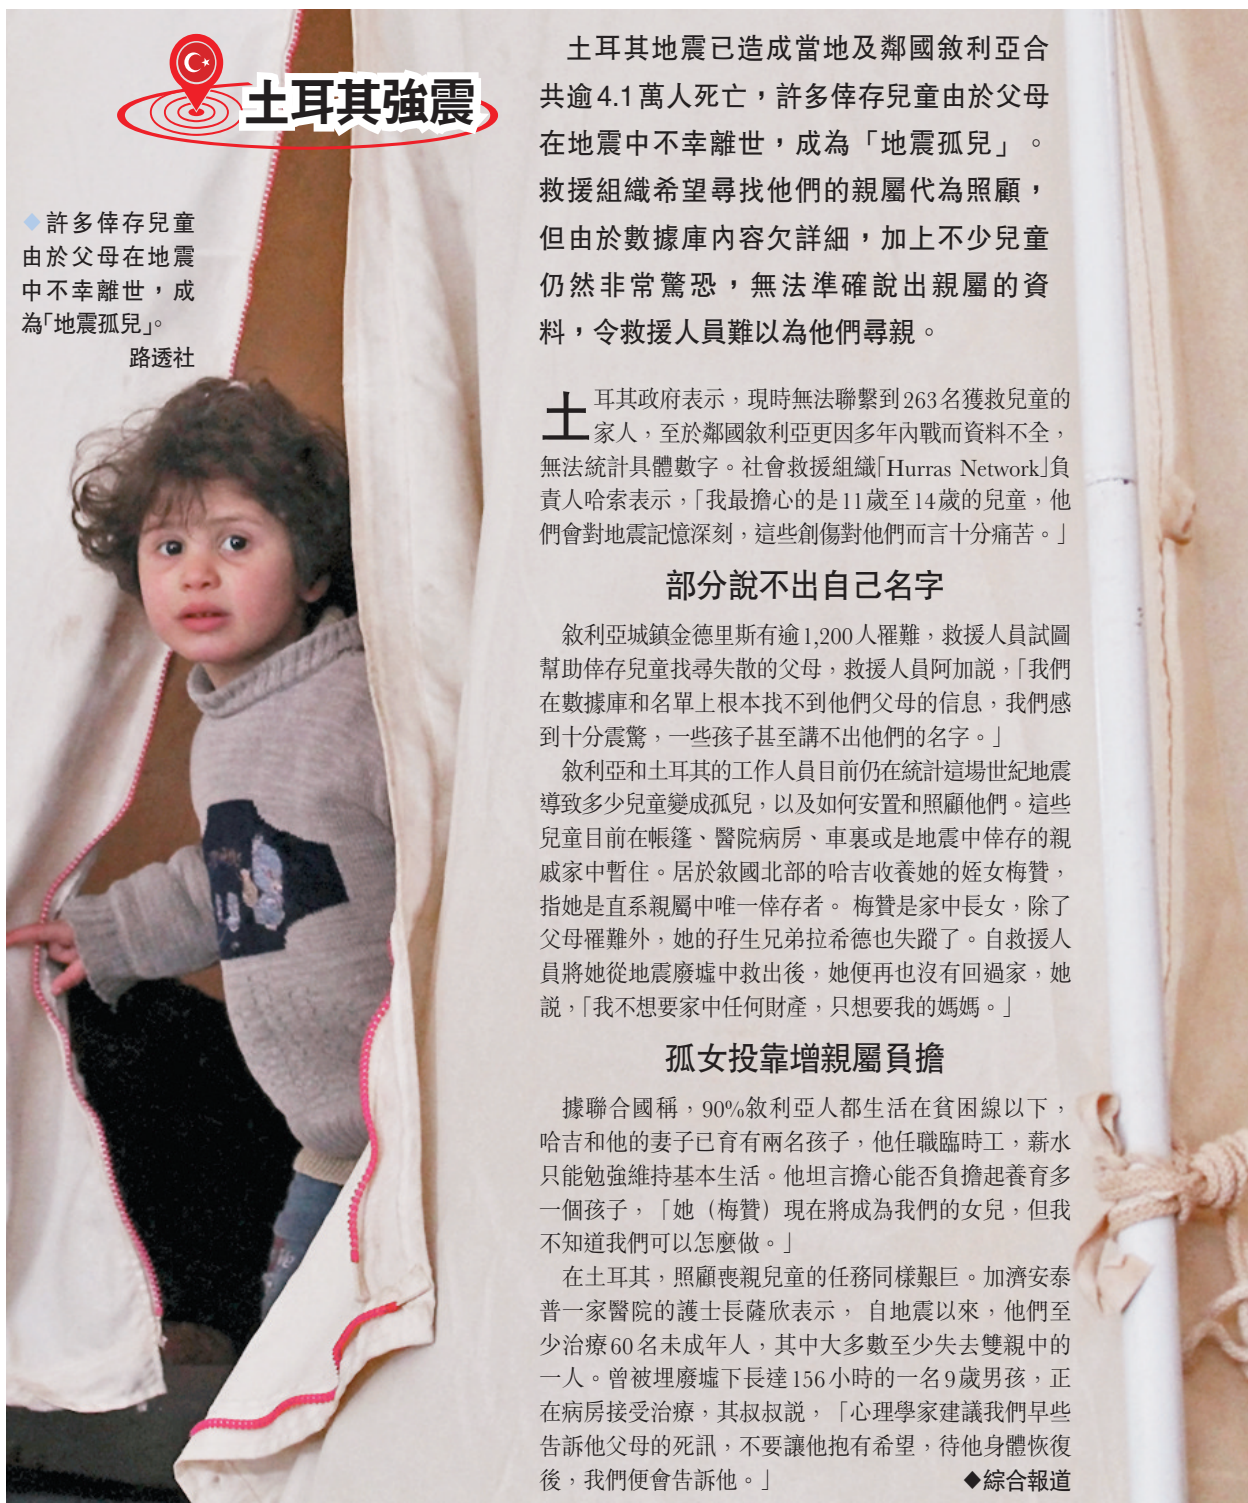 土耳其強震
◆許多倖存兒童
由於父母在地震
中不幸離世，成
為「地震孤兒」。
路透社
土耳其地震已造成當地及鄰國敘利亞合
共逾4.1萬人死亡，許多倖存兒童由於父母
在地震中不幸離世，成為「地震孤兒」。
救援組織希望尋找他們的親屬代為照顧，
但由於數據庫內容欠詳細，加上不少兒童
仍然非常驚恐，無法準確說出親屬的資
料，令救援人員難以為他們尋親。
土耳其政府表示，現時無法聯繫到263名獲救兒童的
家人，至於鄰國敘利亞更因多年內戰而資料不全，
無法統計具體數字。社會救援組織「Hurras Network」負
責人哈索表示，「我最擔心的是11歲至14歲的兒童，他
們會對地震記憶深刻，這些創傷對他們而言十分痛苦。」
部分說不出自己名字
敘利亞城鎮金德里斯有逾1,200人罹難，救援人員試圖
幫助倖存兒童找尋失散的父母，救援人員阿加説，「我們
在數據庫和名單上根本找不到他們父母的信息，我們感
到十分震驚，一些孩子甚至講不出他們的名字。」
敘利亞和土耳其的工作人員目前仍在統計這場世紀地震
導致多少兒童變成孤兒，以及如何安置和照顧他們。這些
兒童目前在帳篷、醫院病房、車裏或是地震中倖存的親
戚家中暫住。居於敘國北部的哈吉收養她的姪女梅贊，
指她是直系親屬中唯一倖存者。 梅贊是家中長女，除了
父母罹難外，她的孖生兄弟拉希德也失蹤了。自救援人
員將她從地震廢墟中救出後，她便再也沒有回過家，她
説，「我不想要家中任何財產，只想要我的媽媽。」
孤女投靠增親屬負擔
據聯合國稱，90%敘利亞人都生活在貧困線以下，
哈吉和他的妻子已育有兩名孩子，他任職臨時工，薪水
只能勉強維持基本生活。他坦言擔心能否負擔起養育多
一個孩子，「她（梅贊）現在將成為我們的女兒，但我
不知道我們可以怎麼做。」
在土耳其，照顧喪親兒童的任務同樣艱巨。加濟安泰
普一家醫院的護士長薩欣表示， 自地震以來，他們至
少治療60名未成年人，其中大多數至少失去雙親中的
一人。曾被埋廢墟下長達156小時的一名9歲男孩，正
在病房接受治療，其叔叔説，「心理學家建議我們早些
告訴他父母的死訊，不要讓他抱有希望，待他身體恢復
後，我們便會告訴他。」 ◆綜合報道